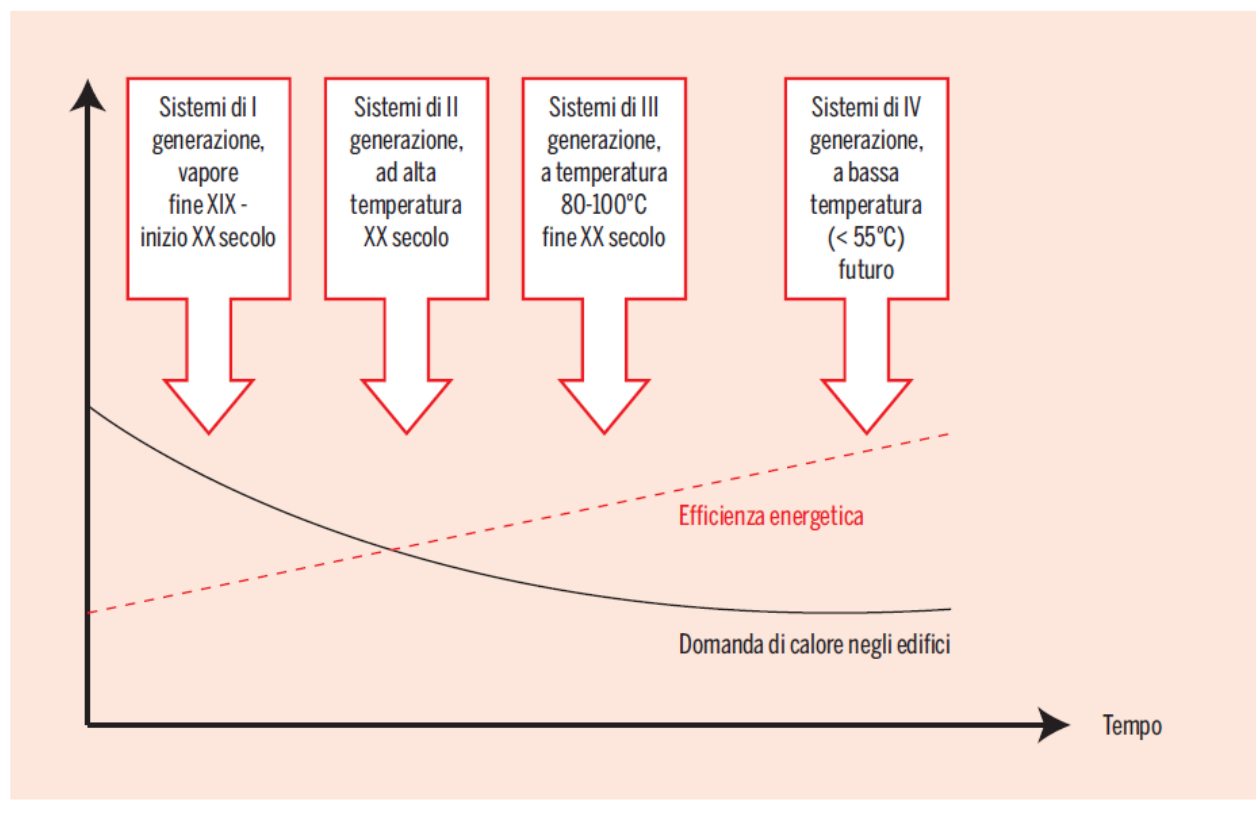 Sistemi di I
generazione,
vapore
fine XIX -
inizio XX secolo
Sistemi di II
generazione,
ad alta
temperatura
XX secolo
Sistemi di III
generazione,
a temperatura
80-100°C
fine XX secolo
Sistemi di IV
generazione,
a bassa
temperatura
(< 55°C)
futuro
Efficienza energetica
Domanda di calore negli edifici
Tempo